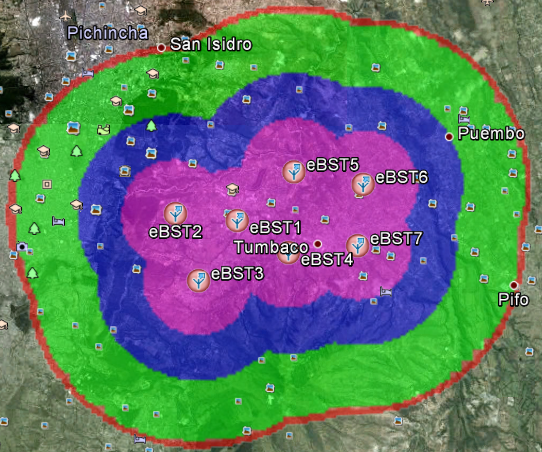 Pichincha
San Isidro
Puembo
eBST5
eBST6
eBST2
eBST1
Tumbaco
eBST7
eBST4
eBST3
Pifo